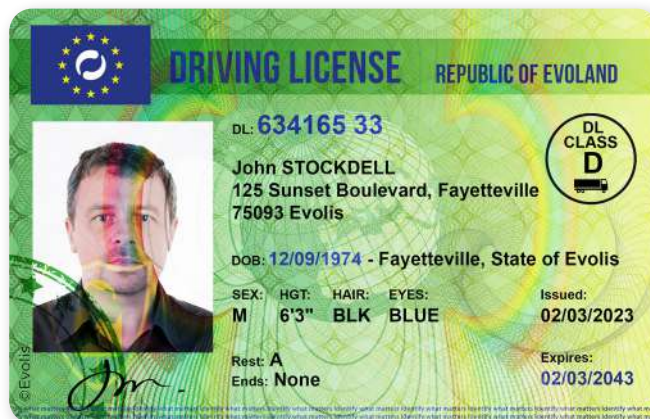 DRIVING LICENSE REPUBLIC OF EVOLAND
DL: 634165 33
DL
CLASS
D
John STOCKDELL
125 Sunset Boulevard, Fayetteville
75093 Evolis
DOB: 12/09/1974 - Fayetteville, State of Evolis
SEX: HGT: HAIR: EYES: Issued:
M 6'3" BLK BLUE 02/03/2023
Rest: A Expires:
Ends: None 02/03/2043
©Evolis